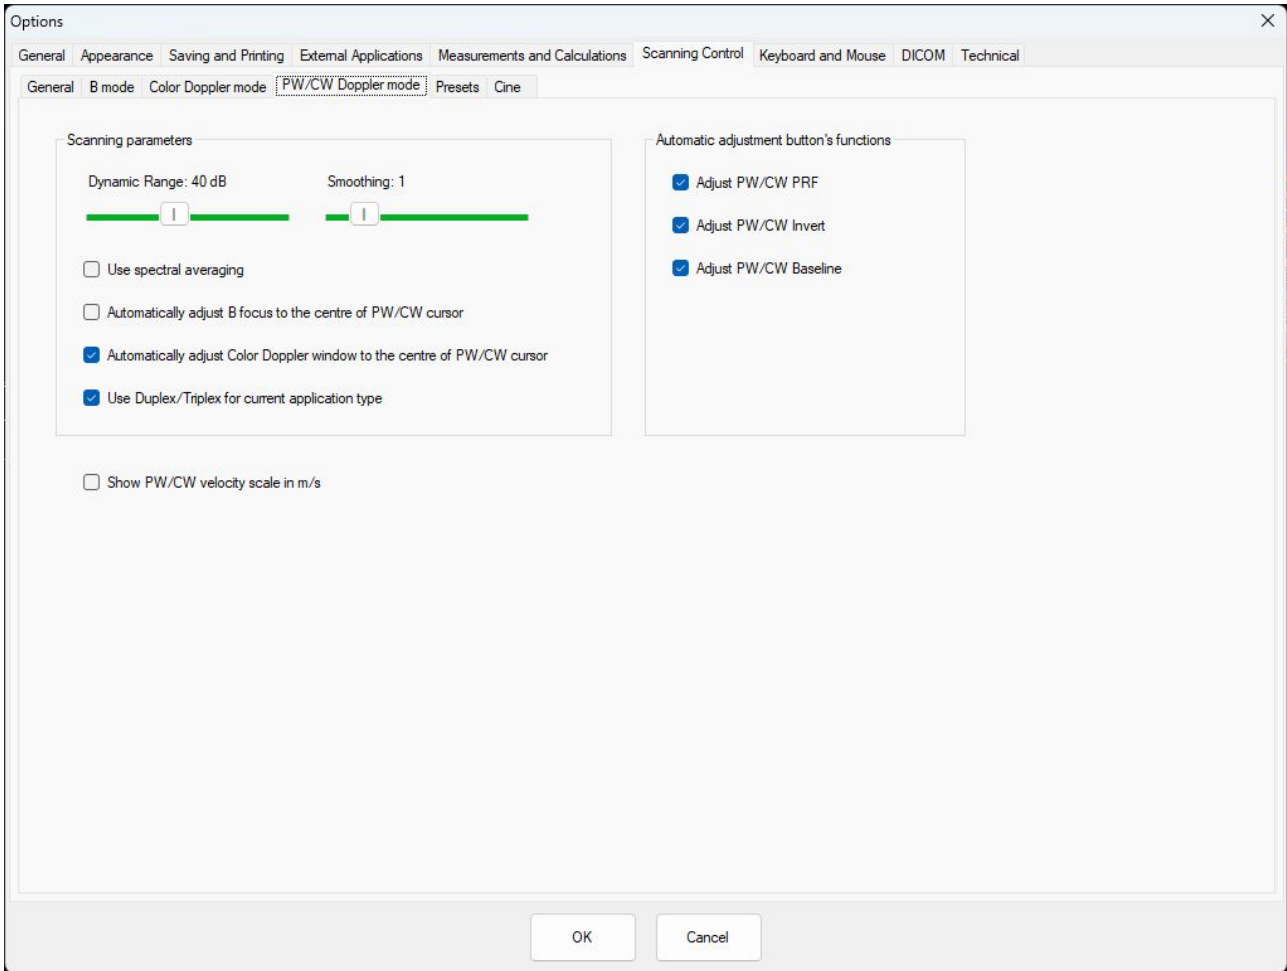 Options
General Appearance Saving and Printing External Applications Measurements and Calculations Scanning Control Keyboard and Mouse DICOM Technical
General B mode Color Doppler mode PW/CW Doppler mode Presets Cine
Scanning parameters
Dynamic Range: 40 dB Smoothing: 1
Use spectral averaging
Automatically adjust B focus to the centre of PW/CW cursor
Automatically adjust Color Doppler window to the centre of PW/CW cursor
Use Duplex/Triplex for current application type
Show PW/CW velocity scale in m/s
Automatic adjustment button's functions
Adjust PW/CW PRF
Adjust PW/CW Invert
Adjust PW/CW Baseline
OK Cancel